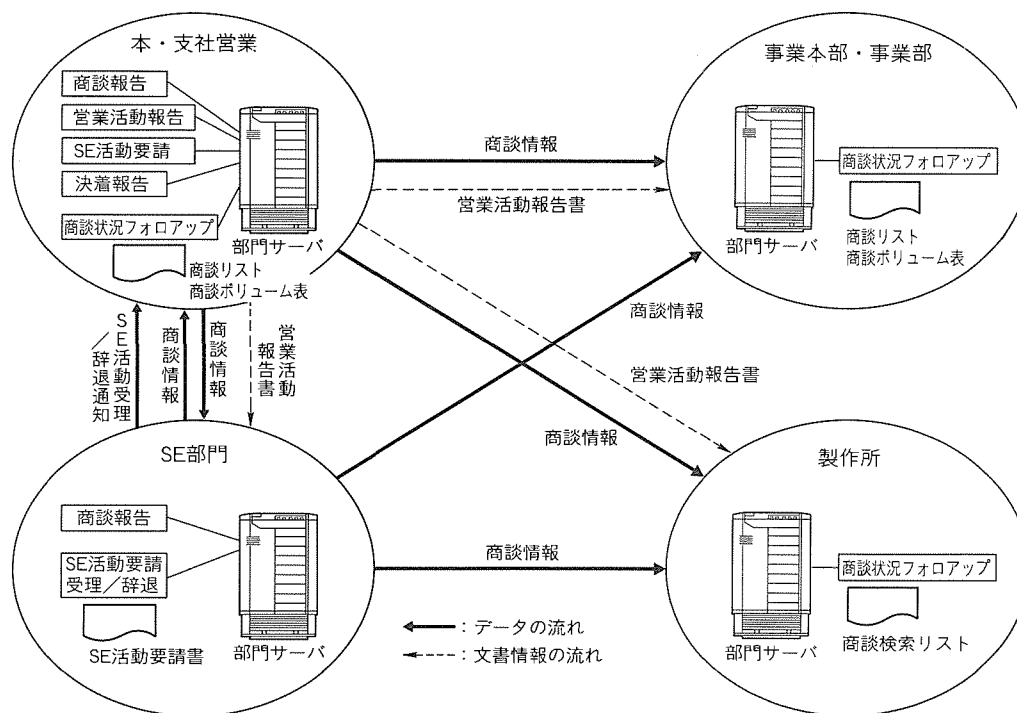 本・支社営業
商談報告
営業活動報告
SE活動要請
決着報告
商談状況フォロアップ
部門サーバ
商談リスト
商談ボリューム表
事業本部・事業部
商談状況フォロアップ
商談リスト
商談ボリューム表
部門サーバ
商談情報
営業活動報告書
商談情報
営業活動報告書
商談情報
SE活動受理
/辞退通知
商談情報
商談情報
営業活動
報告書
SE部門
商談報告
SE活動要請
受理/辞退
SE活動要請書
部門サーバ
商談情報
:データの流れ
:文書情報の流れ
製作所
商談状況フォロアップ
商談検索リスト
部門サーバ